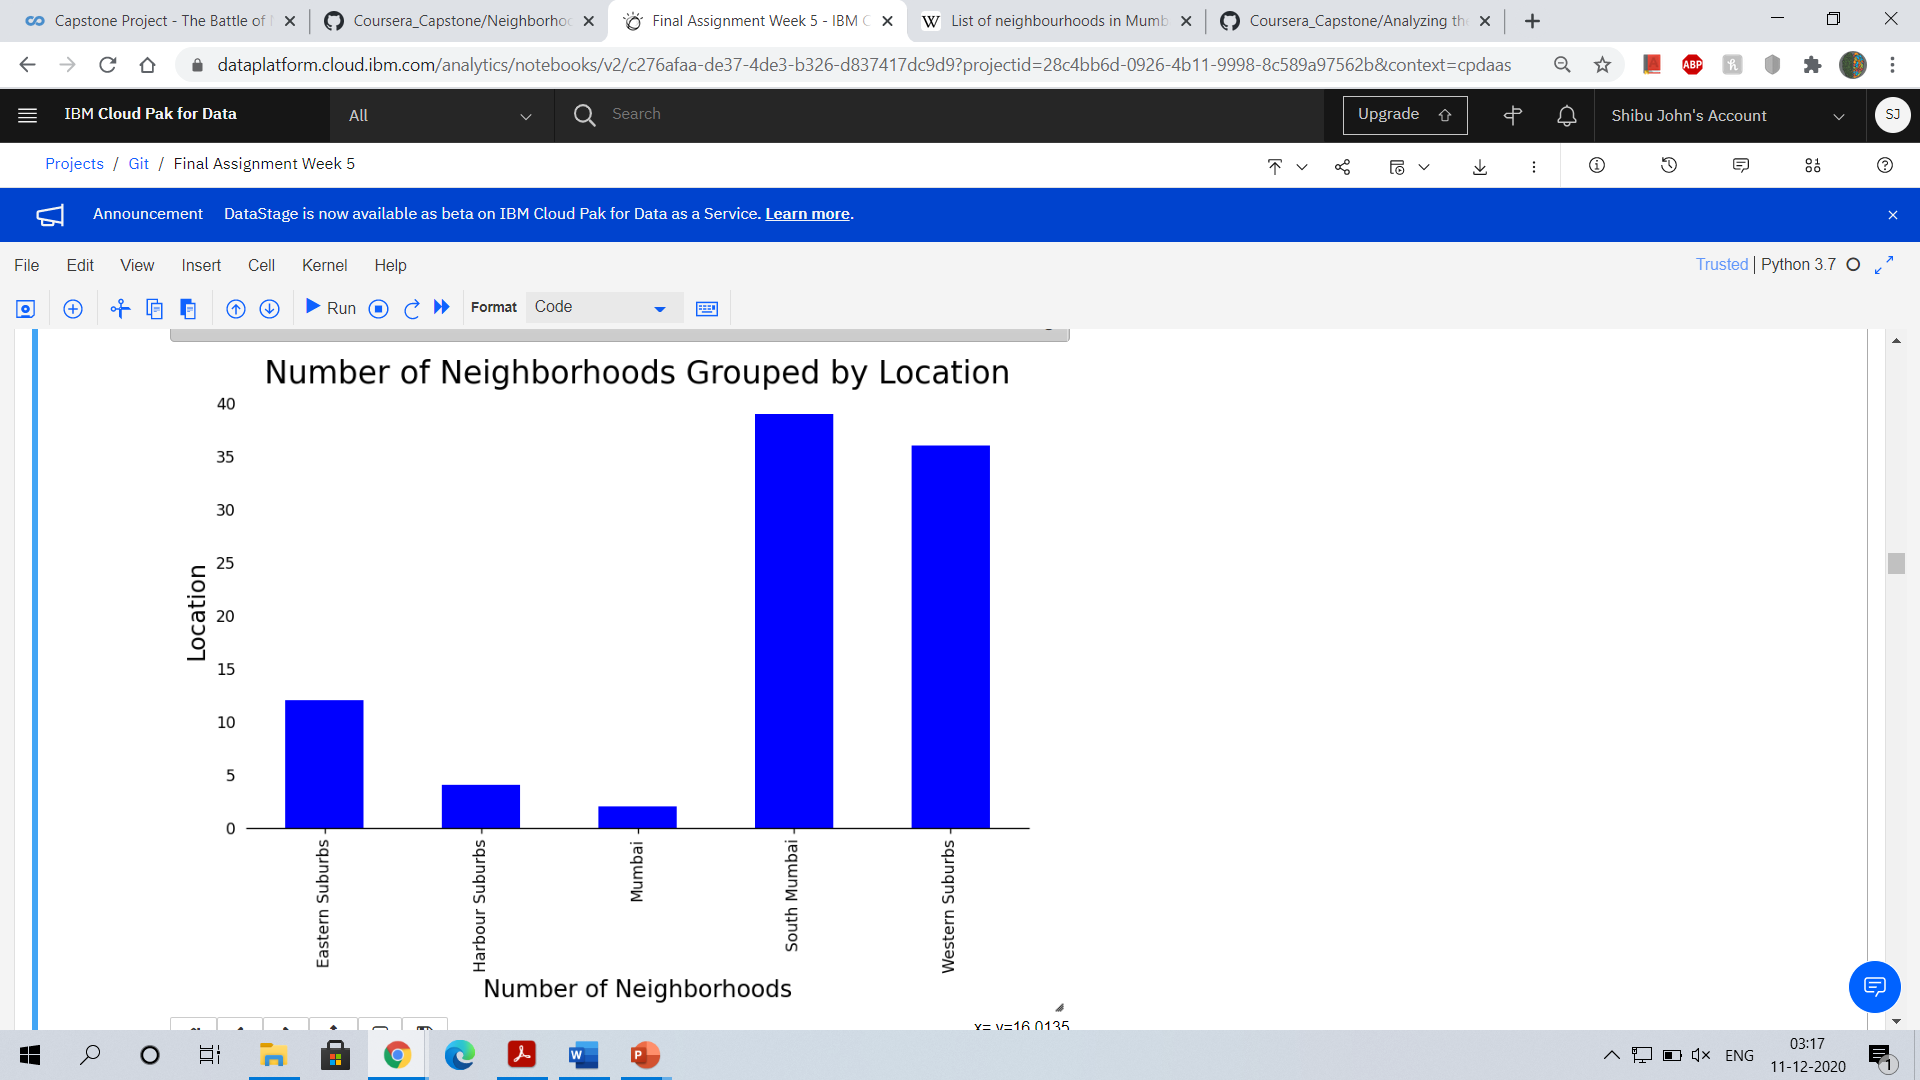 Capstone Project - The Battle of
Coursera_Capstone/Neighborhoo
Final Assignment Week 5 - IBM C
List of neighbourhoods in Mumb
Coursera_Capstone/Analyzing th
dataplatform.cloud.ibm.com/analytics/notebooks/v2/c276afaa-de37-4de3-b326-d837417dc9d9?projectid=28c4bb6d-0926-4b11-9998-8c589a97562b&context=cpdaas
ABP
IBM Cloud Pak for Data
All
Search
Upgrade
Shibu John's Account
SJ
Projects / Git / Final Assignment Week 5
Announcement DataStage is now available as beta on IBM Cloud Pak for Data as a Service. Learn more.
File Edit View Insert Cell Kernel Help
Trusted | Python 3.7
Run
Format
Code
Number of Neighborhoods Grouped by Location
40
35
30
25
20
15
10
5
0
Location
Eastern Suburbs
Harbour Suburbs
Mumbai
South Mumbai
Western Suburbs
Number of Neighborhoods
x= y=16.0135
ENG
03:17
11-12-2020
1